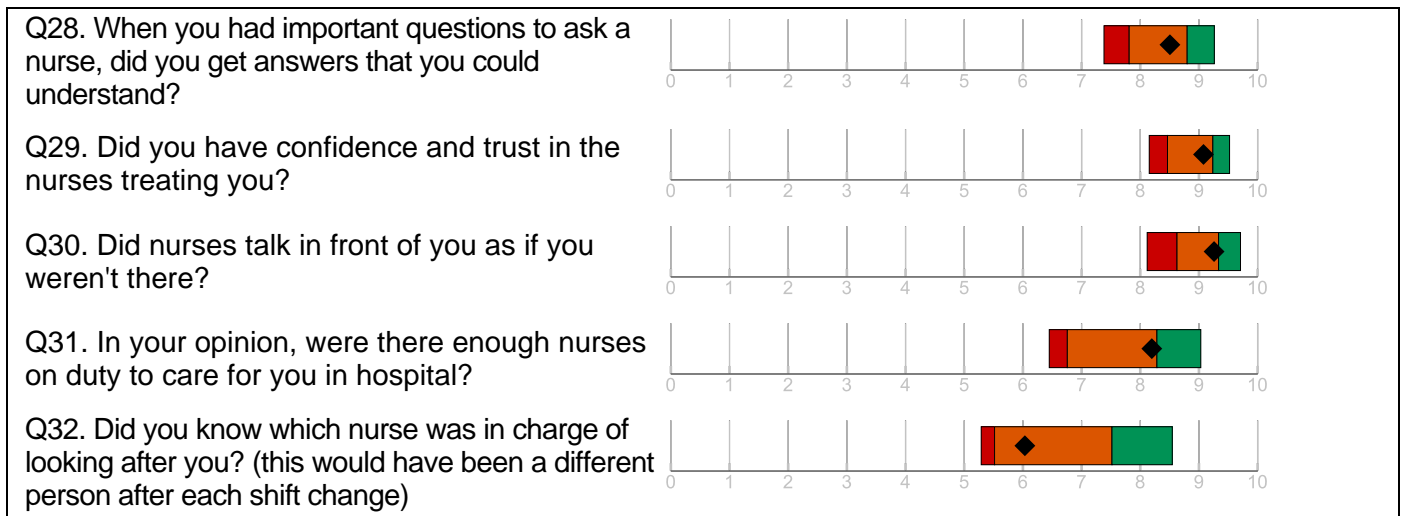 Q28. When you had important questions to ask a
nurse, did you get answers that you could
understand?
0 1 2 3 4 5 6 7 8 9 10
Q29. Did you have confidence and trust in the
nurses treating you?
0 1 2 3 4 5 6 7 8 9 10
Q30. Did nurses talk in front of you as if you
weren't there?
0 1 2 3 4 5 6 7 8 9 10
Q31. In your opinion, were there enough nurses
on duty to care for you in hospital?
0 1 2 3 4 5 6 7 8 9 10
Q32. Did you know which nurse was in charge of
looking after you? (this would have been a different
person after each shift change)
0 1 2 3 4 5 6 7 8 9 10